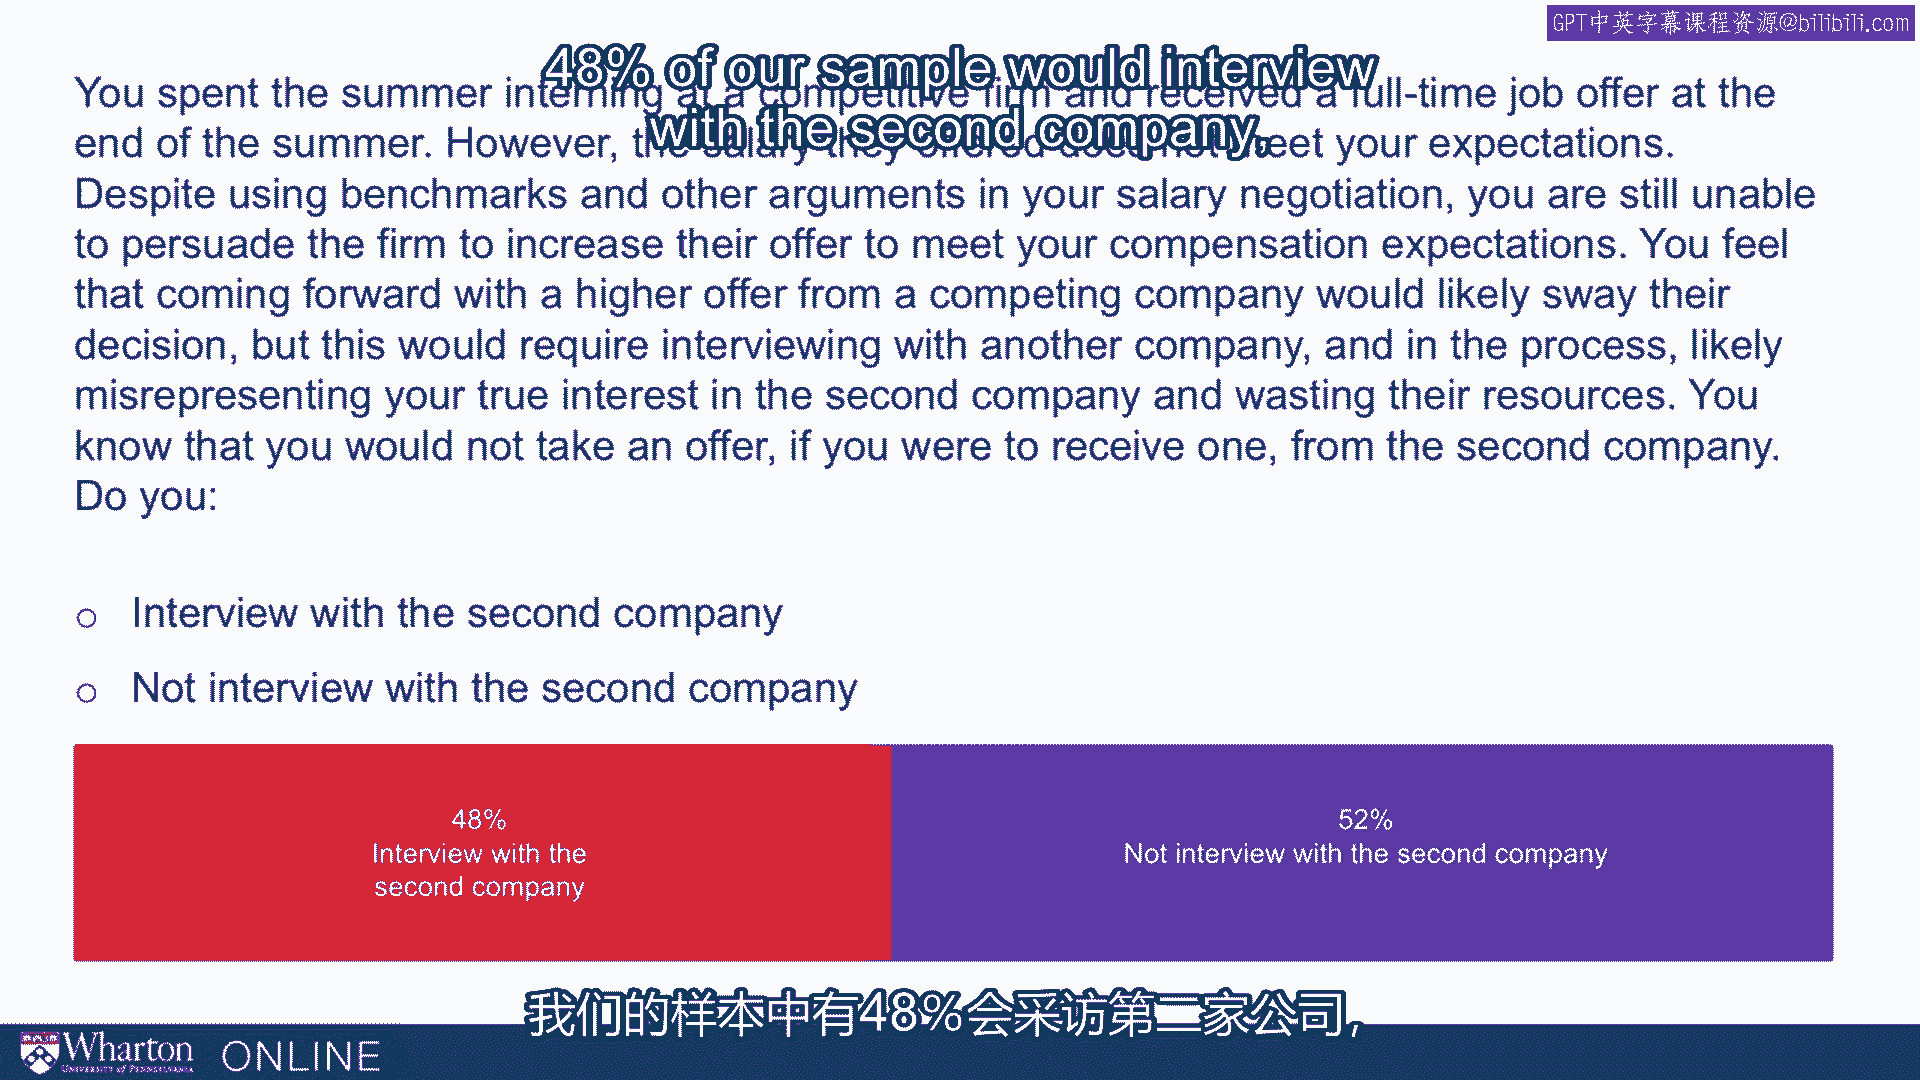 GPT中英字幕课程资源@bilibili.com
48% of our sample would interview
with the second company,
You spent the summer interning at a competitive firm and received a full-time job offer at the
end of the summer. However, the salary they offered does not meet your expectations.
Despite using benchmarks and other arguments in your salary negotiation, you are still unable
to persuade the firm to increase their offer to meet your compensation expectations. You feel
that coming forward with a higher offer from a competing company would likely sway their
decision, but this would require interviewing with another company, and in the process, likely
misrepresenting your true interest in the second company and wasting their resources. You
know that you would not take an offer, if you were to receive one, from the second company.
Do you:
o Interview with the second company
o Not interview with the second company
48%
Interview with the
second company
52%
Not interview with the second company
我们的样本中有48%会采访第二家公司，
Wharton
UNIVERSITY of PENNSYLVANIA
ONLINE